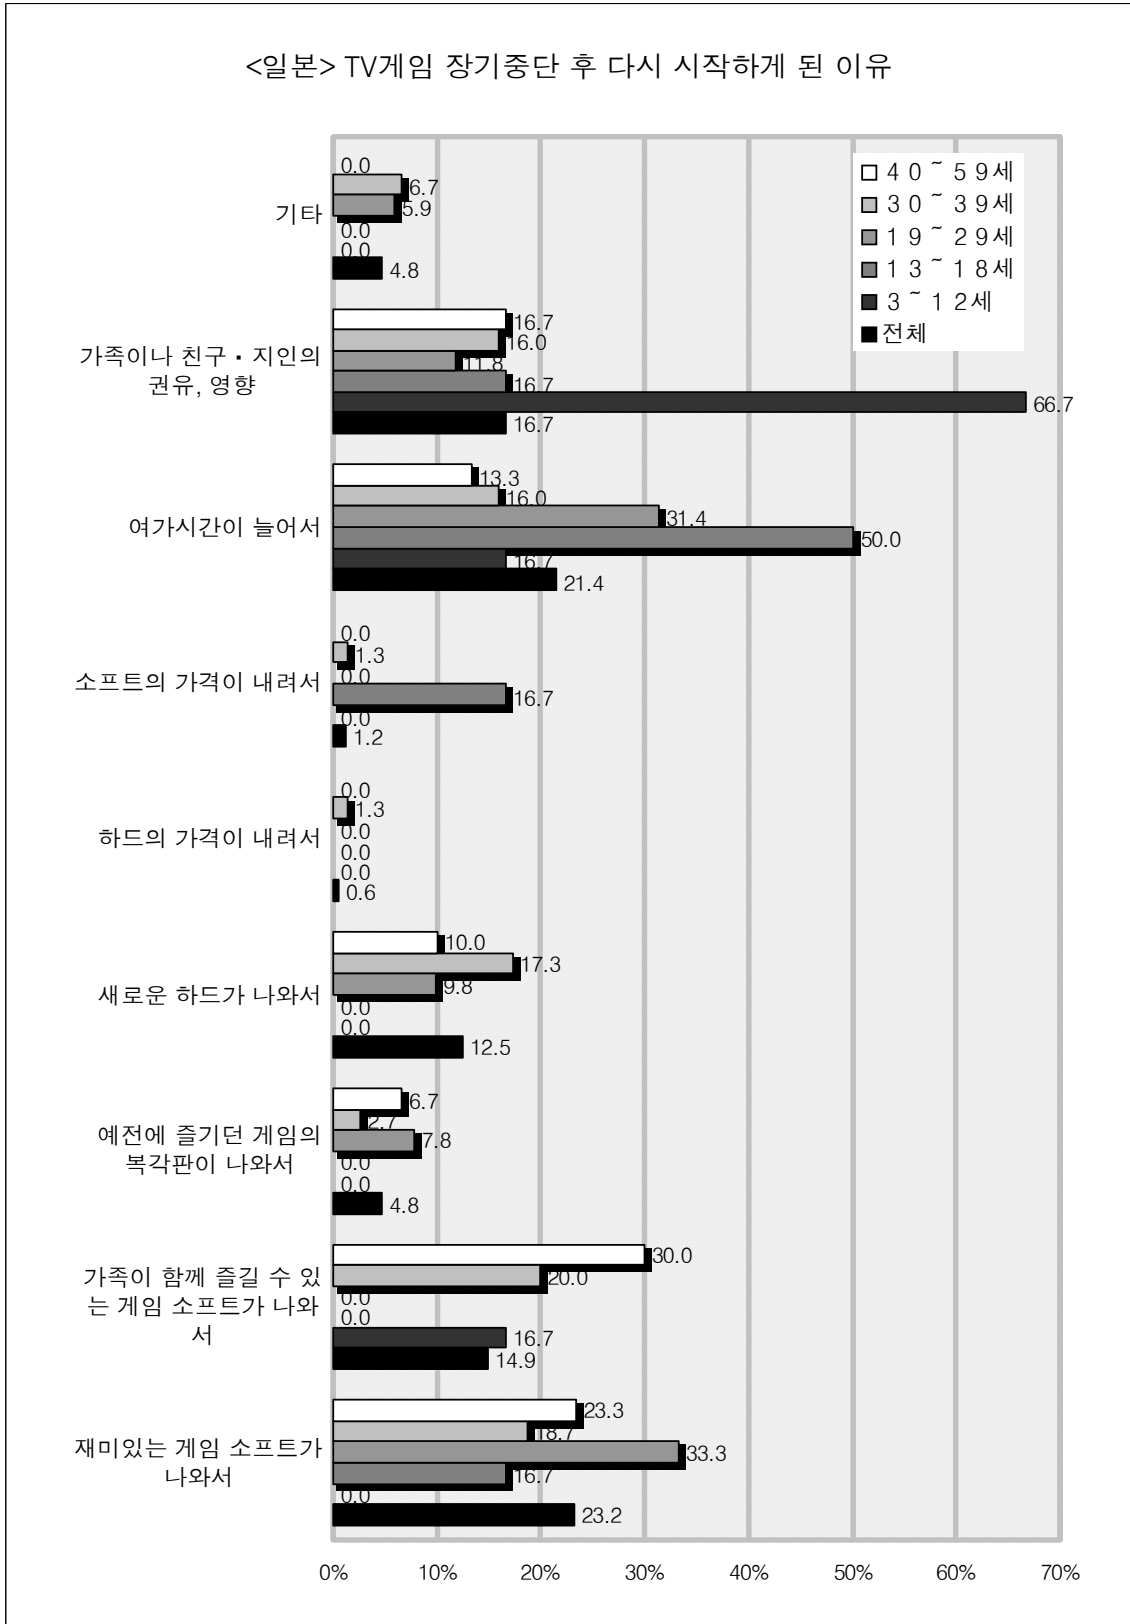 <일본> TV게임 장기중단 후 다시 시작하게 된 이유
４０～５９세
３０～３９세
１９～２９세
１３～１８세
３～１２세
전체
기타
0.0
6.7
5.9
0.0
0.0
4.8
가족이나 친구・지인의
권유, 영향
16.7
16.0
11.8
16.7
66.7
16.7
여가시간이 늘어서
13.3
16.0
31.4
50.0
16.7
21.4
소프트의 가격이 내려서
0.0
1.3
0.0
16.7
0.0
1.2
하드의 가격이 내려서
0.0
1.3
0.0
0.0
0.0
0.6
새로운 하드가 나와서
10.0
17.3
9.8
0.0
0.0
12.5
예전에 즐기던 게임의
복각판이 나와서
6.7
2.7
7.8
0.0
0.0
4.8
가족이 함께 즐길 수 있
는 게임 소프트가 나와
서
30.0
20.0
0.0
0.0
16.7
14.9
재미있는 게임 소프트가
나와서
23.3
18.7
33.3
16.7
0.0
23.2
0%
10%
20%
30%
40%
50%
60%
70%